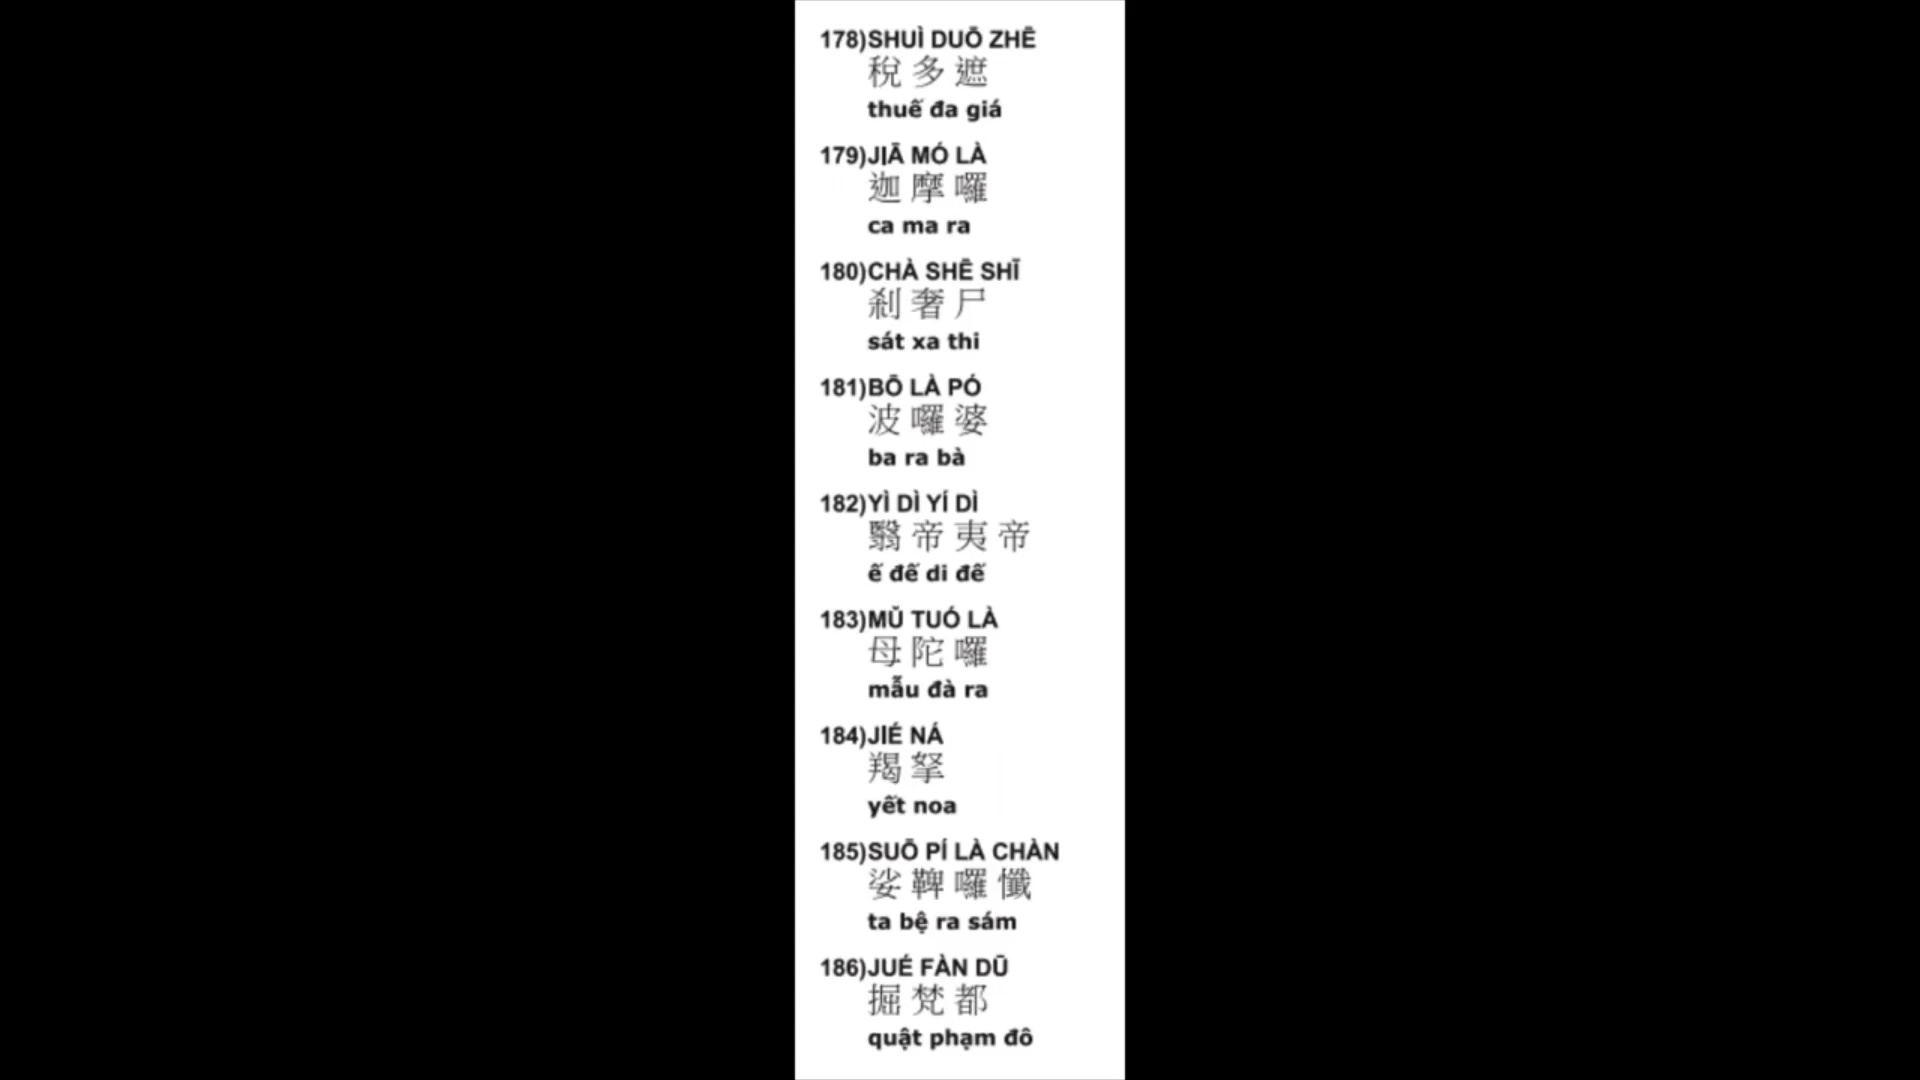 178)SHUÌ DUŌ ZHĒ
稅 多 遮
thuế đa giá
179)JIĀ MÓ LÀ
迦 摩 囉
ca ma ra
180)CHÀ SHĒ SHĪ
剎 奢 尸
sát xa thi
181)BŌ LÀ PÓ
波 囉 婆
ba ra bà
182)YÌ DÌ YÍ DÌ
翳 帝 夷 帝
ế đế di đế
183)MǓ TUÓ LÀ
母 陀 囉
mẫu đà ra
184)JIÉ NÁ
羯 拏
yết noa
185)SUŌ PÍ LÀ CHÀN
娑 鞞 囉 懺
ta bệ ra sám
186)JUÉ FÀN DŪ
掘 梵 都
quật phạm đô